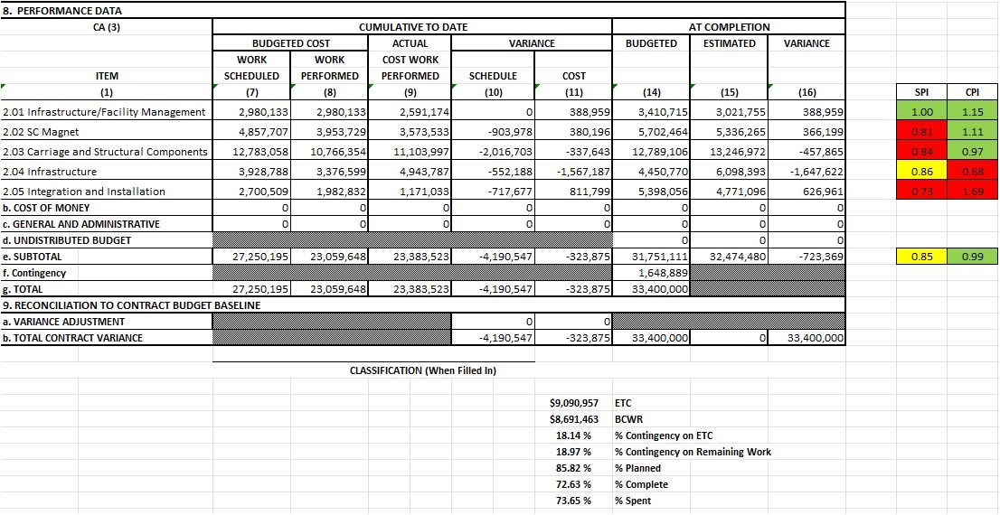 8. PERFORMANCE DATA
CA (3) CUMULATIVE TO DATE AT COMPLETION
BUDGETED COST ACTUAL VARIANCE BUDGETED ESTIMATED VARIANCE
WORK WORK COST WORK
ITEM SCHEDULED PERFORMED PERFORMED SCHEDULE COST
(1) (7) (8) (9) (10) (11) (14) (15) (16) SPI CPI
2.01 Infrastructure/Facility Management 2,980,133 2,980,133 2,591,174 0 388,959 3,410,715 3,021,755 388,959 1.00 1.15
2.02 SC Magnet 4,857,707 3,953,729 3,573,533 -903,978 380,196 5,702,464 5,336,265 366,199 0.81 1.11
2.03 Carriage and Structural Components 12,783,058 10,766,354 11,103,997 -2,016,703 -337,643 12,789,106 13,246,972 -457,865 0.84 0.97
2.04 Infrastructure 3,928,788 3,376,599 4,943,787 -552,188 -1,567,187 4,450,770 6,098,393 -1,647,622 0.86 0.68
2.05 Integration and Installation 2,700,509 1,982,832 1,171,033 -717,677 811,799 5,398,056 4,771,096 626,961 0.73 1.69
b. COST OF MONEY 0 0 0 0 0 0 0 0
c. GENERAL AND ADMINISTRATIVE 0 0 0 0 0 0 0 0
d. UNDISTRIBUTED BUDGET 0 0 0
e. SUBTOTAL 27,250,195 23,059,648 23,383,523 -4,190,547 -323,875 31,751,111 32,474,480 -723,369 0.85 0.99
f. Contingency 1,648,889
g. TOTAL 27,250,195 23,059,648 23,383,523 -4,190,547 -323,875 33,400,000
9. RECONCILIATION TO CONTRACT BUDGET BASELINE
a. VARIANCE ADJUSTMENT 0 0
b. TOTAL CONTRACT VARIANCE -4,190,547 -323,875 33,400,000 0 33,400,000
CLASSIFICATION (When Filled In)
$9,090,957 ETC
$8,691,463 BCWR
18.14 % % Contingency on ETC
18.97 % % Contingency on Remaining Work
85.82 % % Planned
72.63 % % Complete
73.65 % % Spent